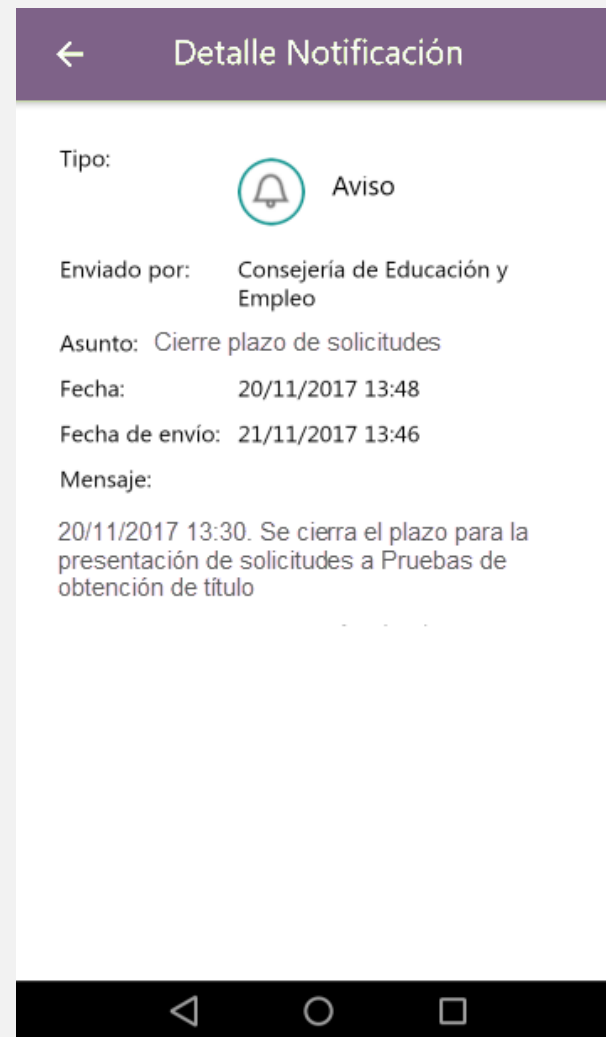 Detalle Notificación
Tipo:
Aviso
Enviado por: Consejería de Educación y
Empleo
Asunto: Cierre plazo de solicitudes
Fecha: 20/11/2017 13:48
Fecha de envío: 21/11/2017 13:46
Mensaje:
20/11/2017 13:30. Se cierra el plazo para la
presentación de solicitudes a Pruebas de
obtención de título